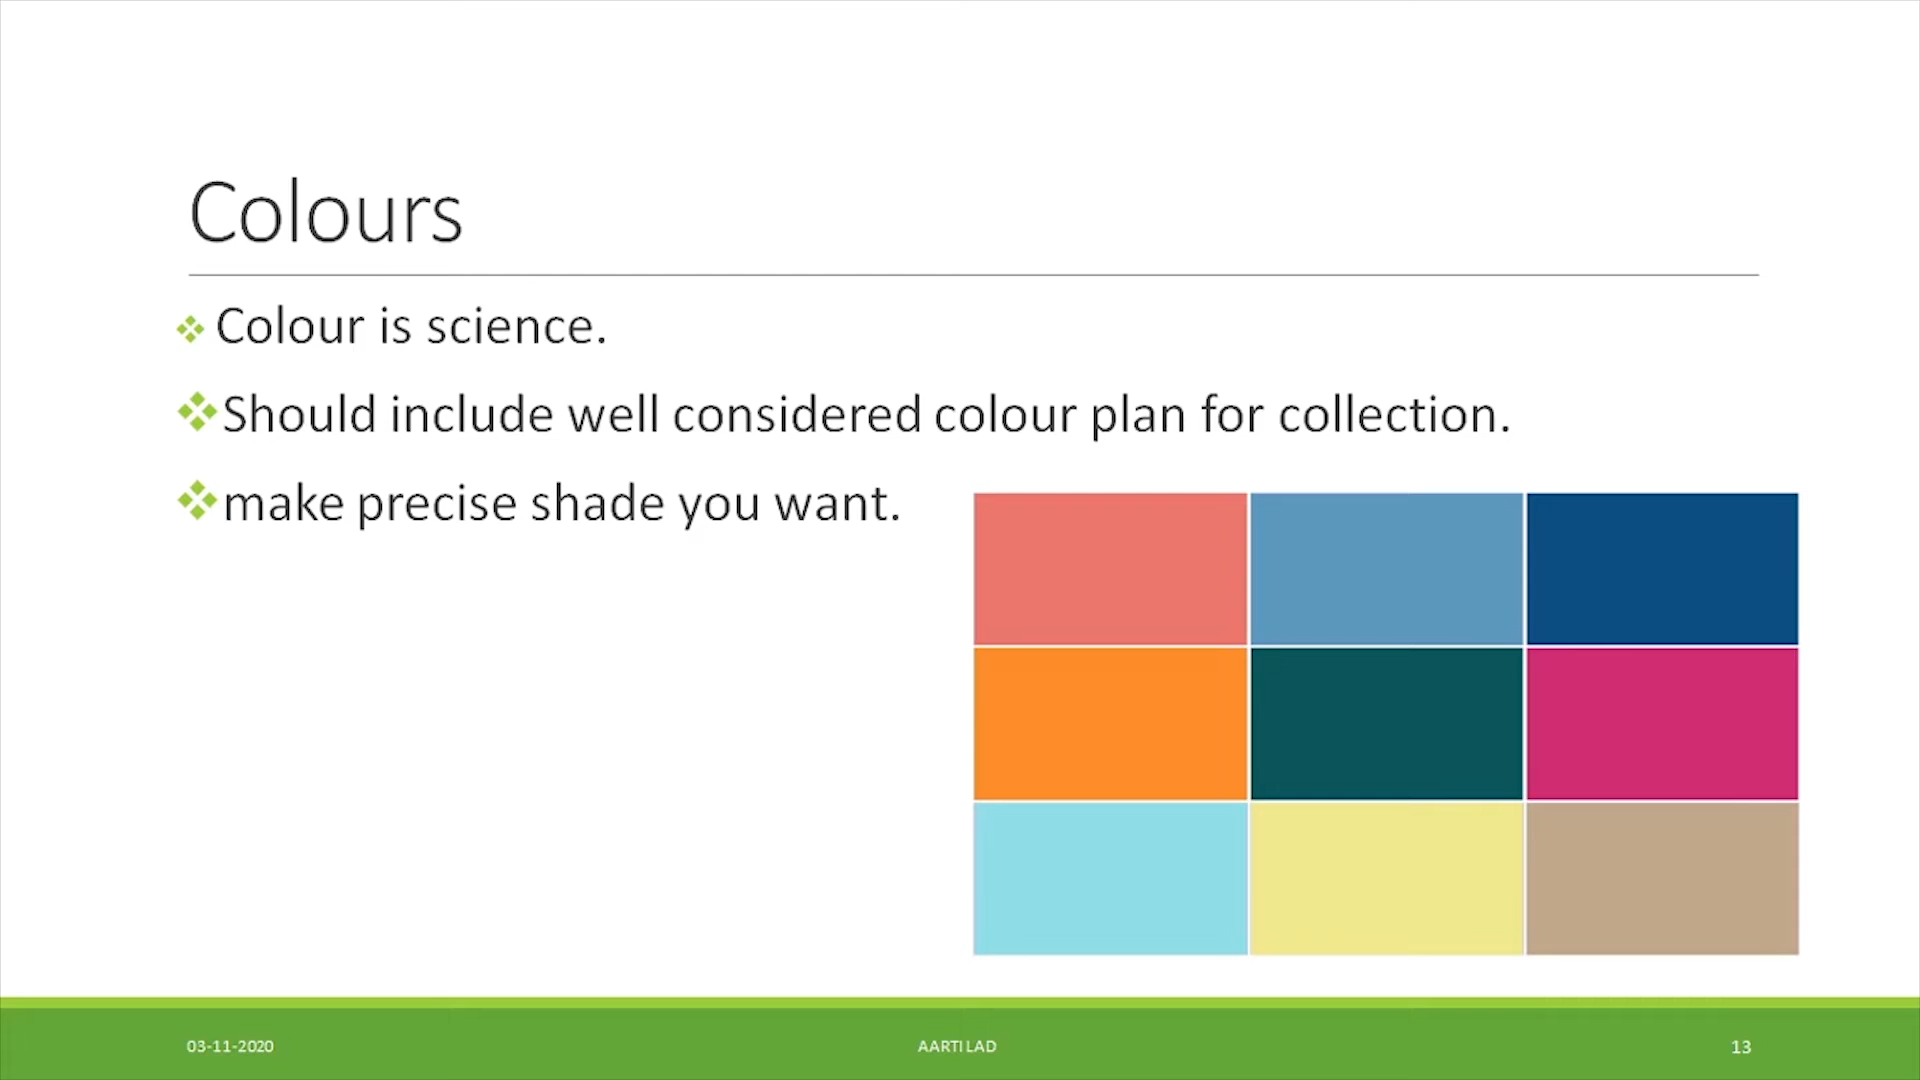 Colours
Colour is science.
Should include well considered colour plan for collection.
make precise shade you want.
03-11-2020
AARTI LAD
13